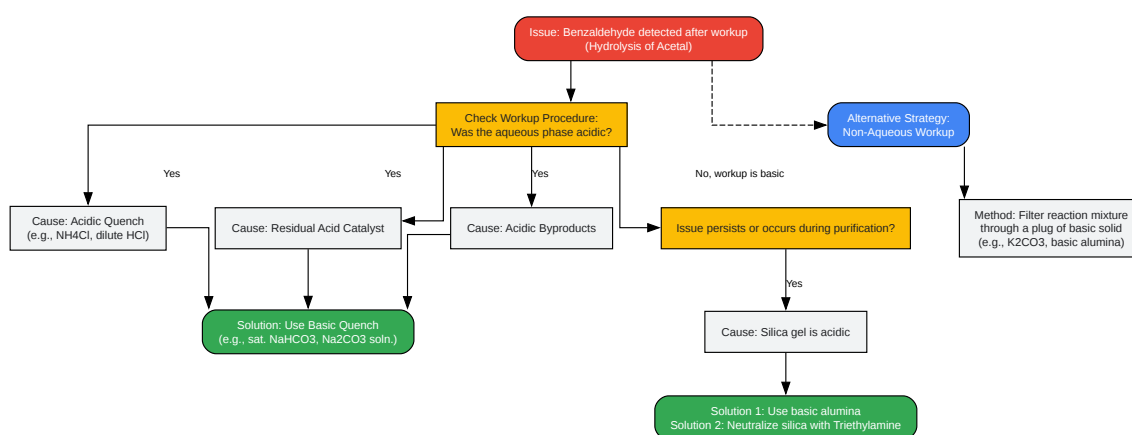 Issue: Benzaldehyde detected after workup
(Hydrolysis of Acetal)
Check Workup Procedure:
Was the aqueous phase acidic?
Alternative Strategy:
Non-Aqueous Workup
Yes
Yes
Yes
No, workup is basic
Cause: Acidic Quench
(e.g., NH4Cl, dilute HCl)
Cause: Residual Acid Catalyst
Cause: Acidic Byproducts
Issue persists or occurs during purification?
Method: Filter reaction mixture
through a plug of basic solid
(e.g., K2CO3, basic alumina)
Yes
Solution: Use Basic Quench
(e.g., sat. NaHCO3, Na2CO3 soln.)
Cause: Silica gel is acidic
Solution 1: Use basic alumina
Solution 2: Neutralize silica with Triethylamine